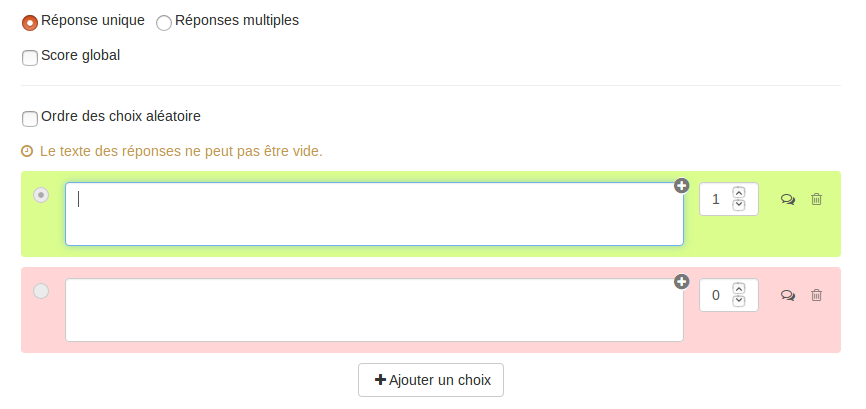 Réponse unique Réponses multiples
Score global
Ordre des choix aléatoire
Le texte des réponses ne peut pas être vide.
1
0
Ajouter un choix